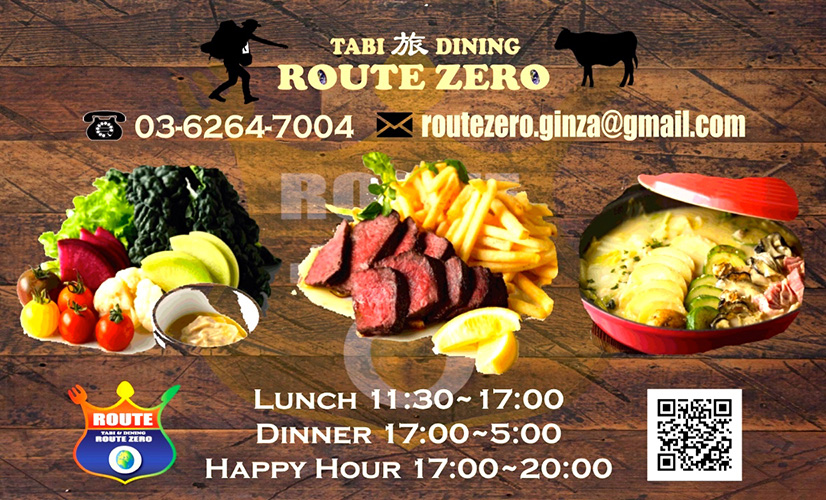 TABI 旅 DINING
ROUTE ZERO
03-6264-7004 routezero.ginza@gmail.com
ROUTE
ROUTE
TABI & DINING
ROUTE ZERO
LUNCH 11:30~17:00
DINNER 17:00~5:00
HAPPY HOUR 17:00~20:00